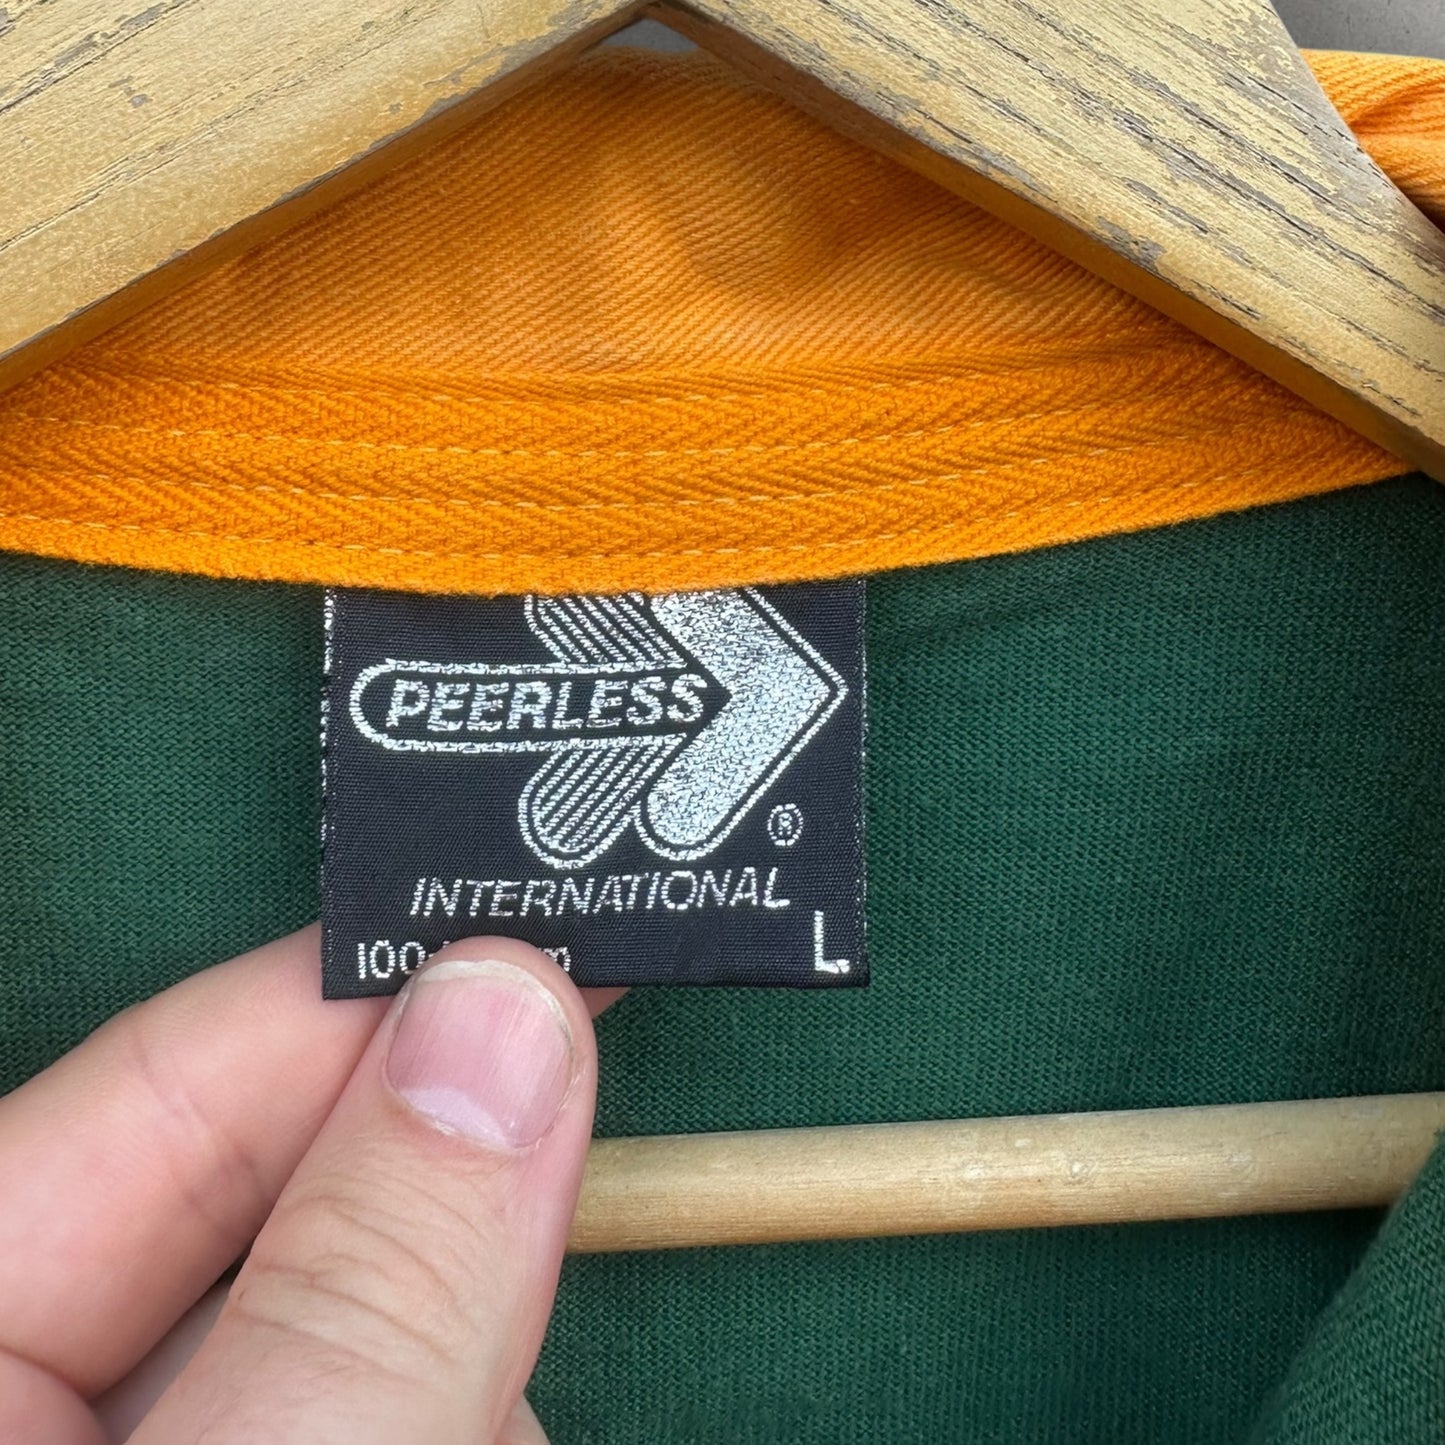 PEERLESS
®
INTERNATIONAL
L